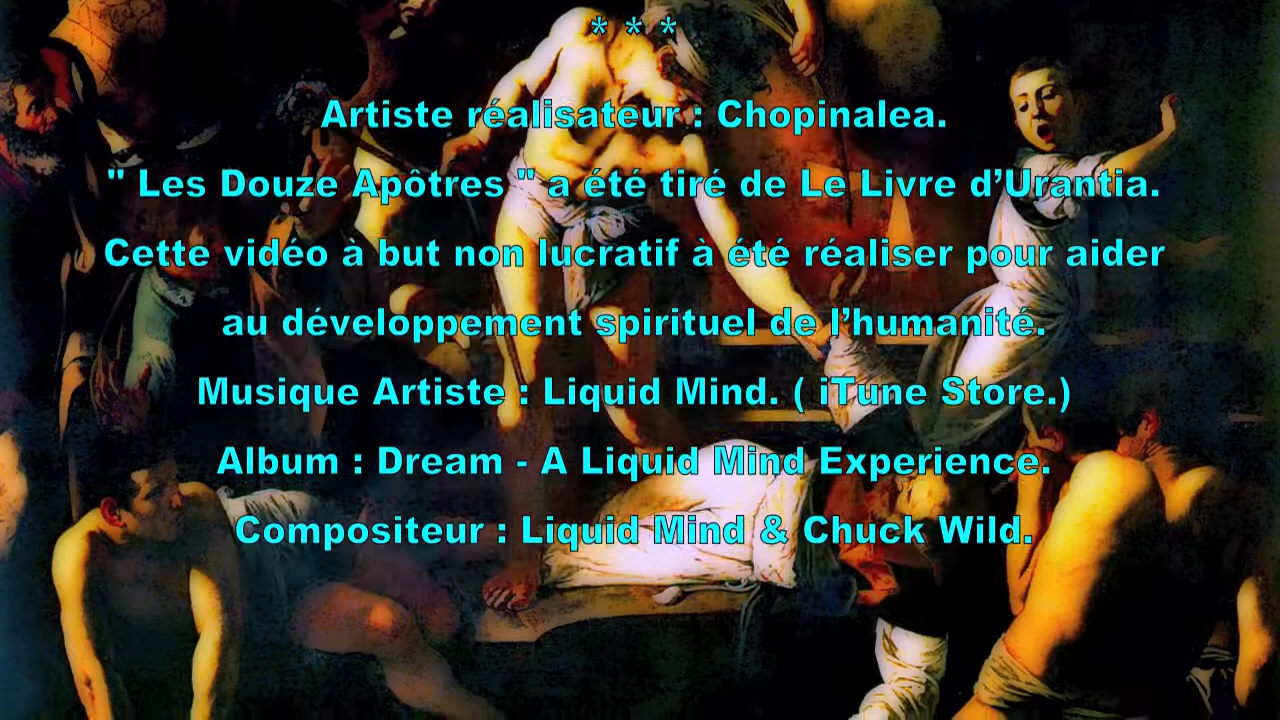 * * *
Artiste réalisateur : Chopinalea.
" Les Douze Apôtres " a été tiré de Le Livre d’Urantia.
Cette vidéo à but non lucratif à été réaliser pour aider
au développement spirituel de l’humanité.
Musique Artiste : Liquid Mind. ( iTune Store.)
Album : Dream - A Liquid Mind Experience.
Compositeur : Liquid Mind & Chuck Wild.